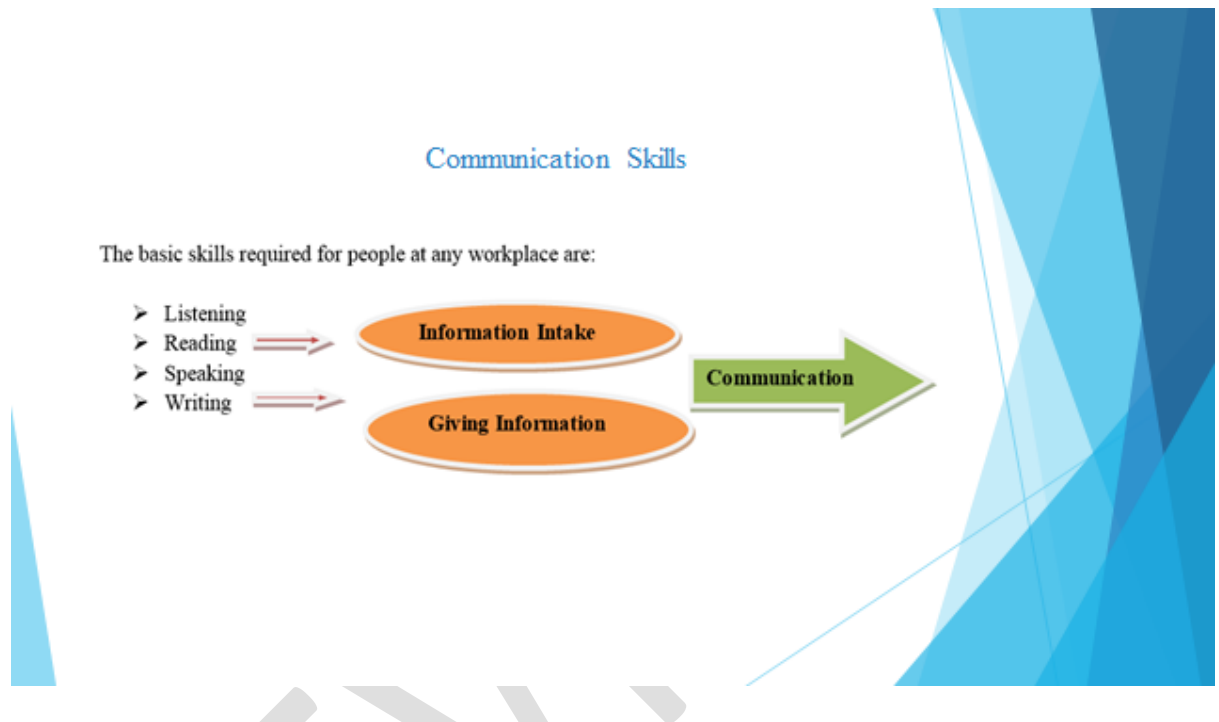 Communication Skills
The basic skills required for people at any workplace are:
➢ Listening
➢ Reading
➢ Speaking
➢ Writing
Information Intake
Giving Information
Communication